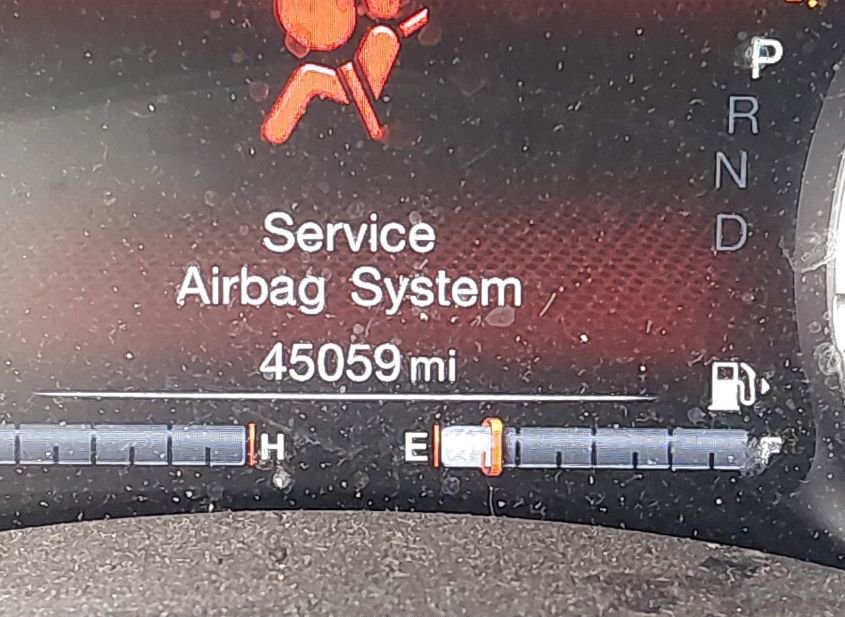 P
R
N
D
Service
Airbag System
45059 mi
H
E
F